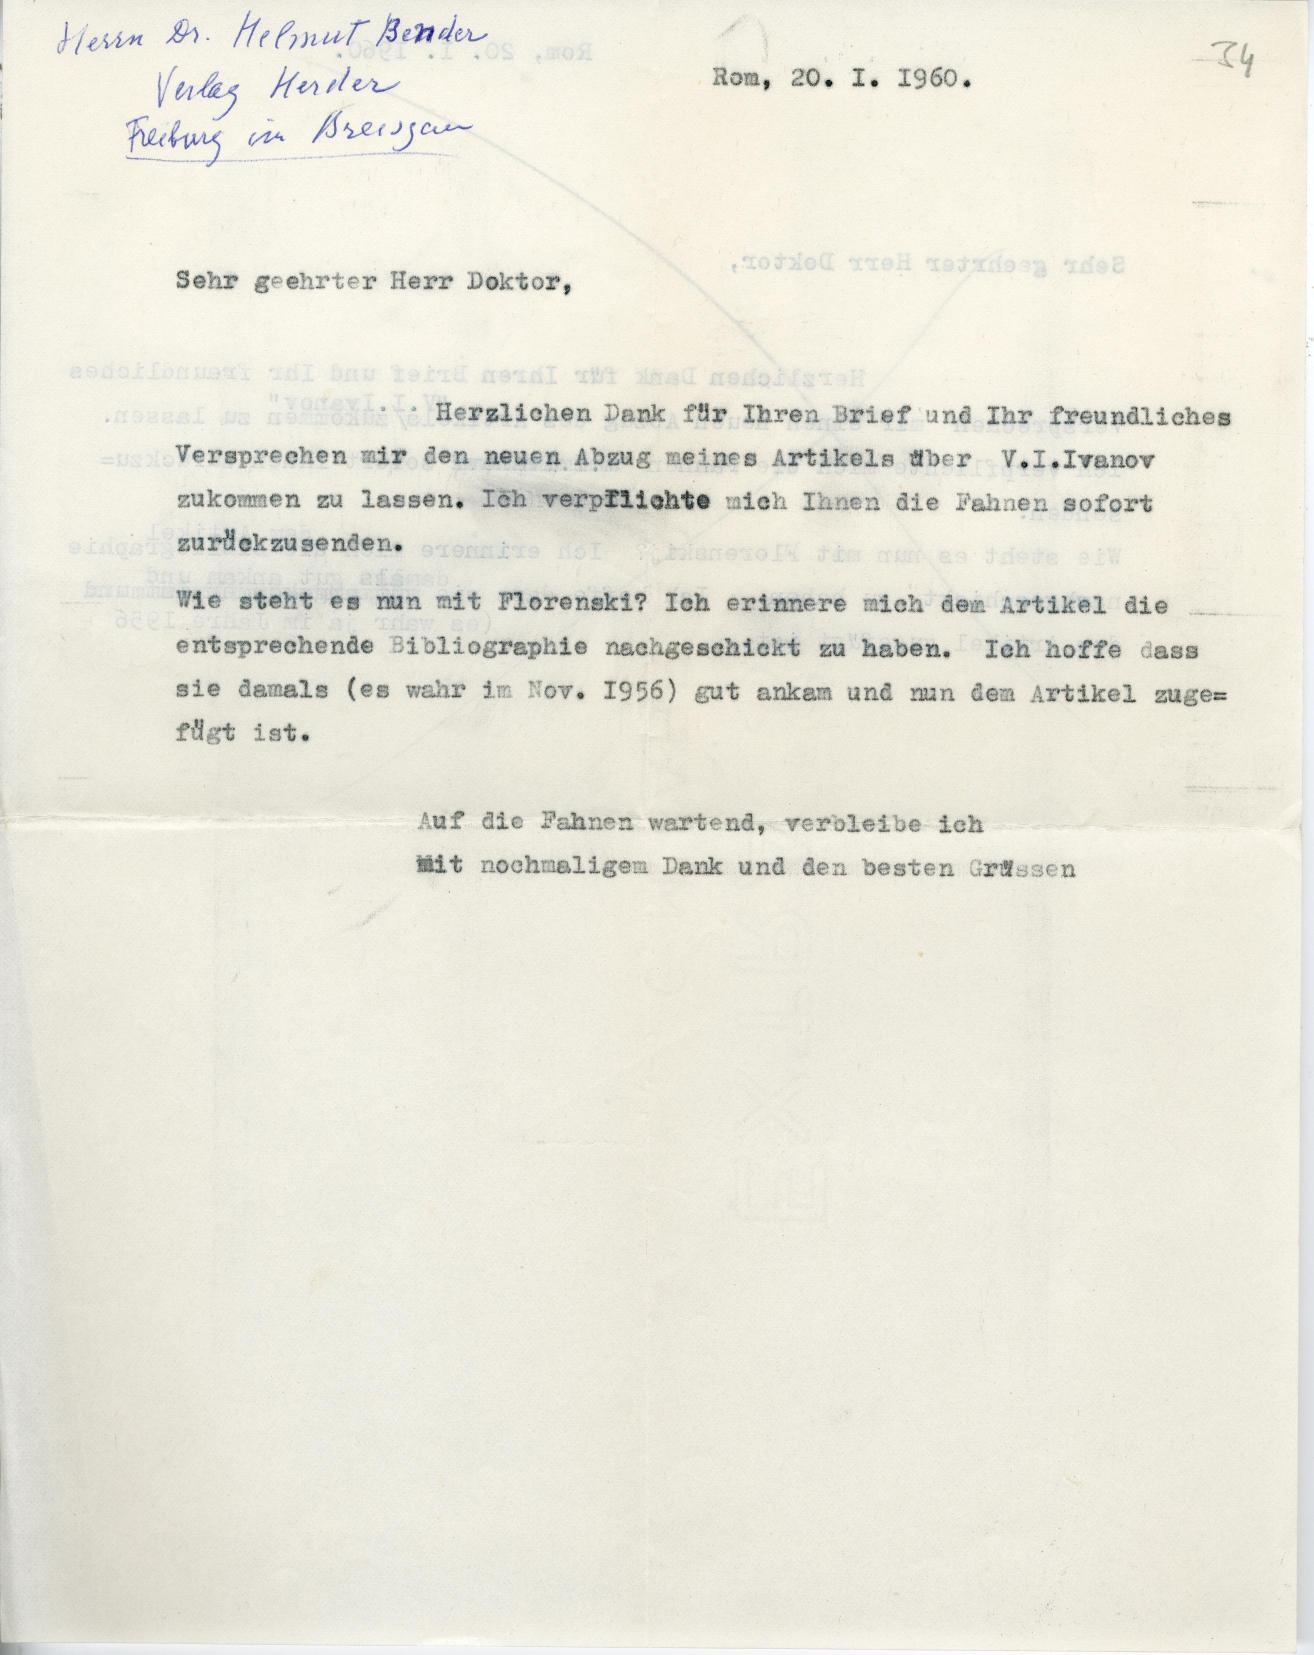 Herrn Dr. Helmut Bender
Verlag Herder
Freiburg im Breisgau
34
Rom, 20. I. I960.
Sehr geehrter Herr Doktor,
Herzlichen Dank für Ihren Brief und Ihr freundliches
Versprechen mir den neuen Abzug meines Artikels über V.I.Ivanov
zukommen zu lassen. Ich verpflichte mich Ihnen die Fahnen sofort
zurückzusenden.
Wie steht es nun mit Florenski? Ich erinnere mich dem Artikel die
entsprechende Bibliographie nachgeschickt zu haben. Ich hoffe dass
sie damals (es wahr im Nov. I956) gut ankam und nun dem Artikel zuge=
fügt ist.
Auf die Fahnen wartend, verbleibe ich
Mit nochmaligem Dank und den besten Grüssen